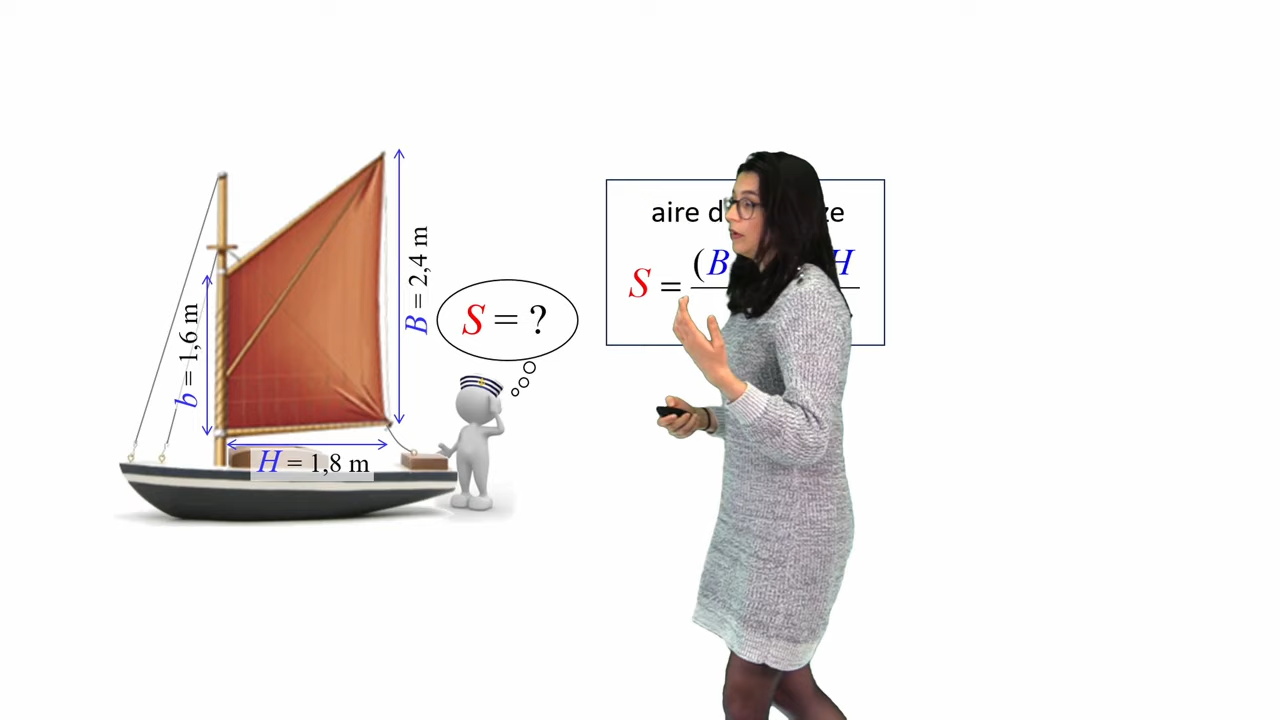 b = 1,6 m
B = 2,4 m
H = 1,8 m
S = ?
aire d
S = (B H